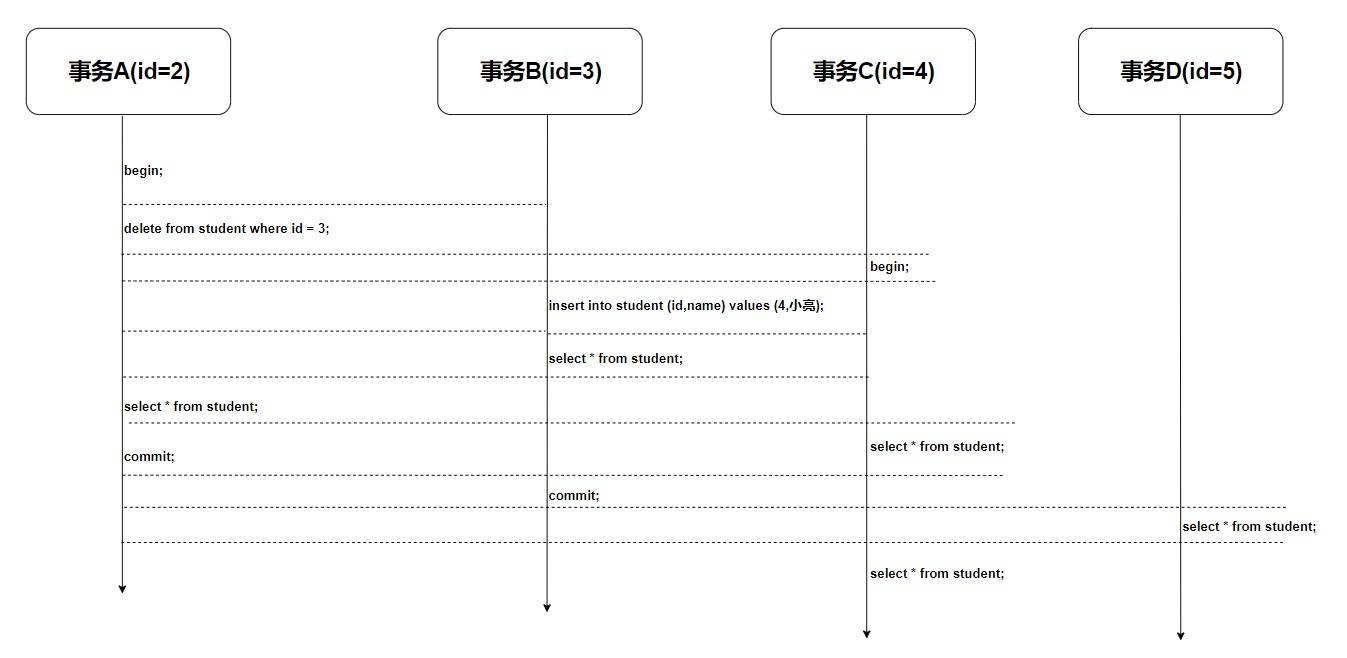 事务A(id=2)
事务B(id=3)
事务C(id=4)
事务D(id=5)
begin;
delete from student where id = 3;
begin;
insert into student (id,name) values (4,小亮);
select * from student;
select * from student;
select * from student;
commit;
commit;
select * from student;
select * from student;